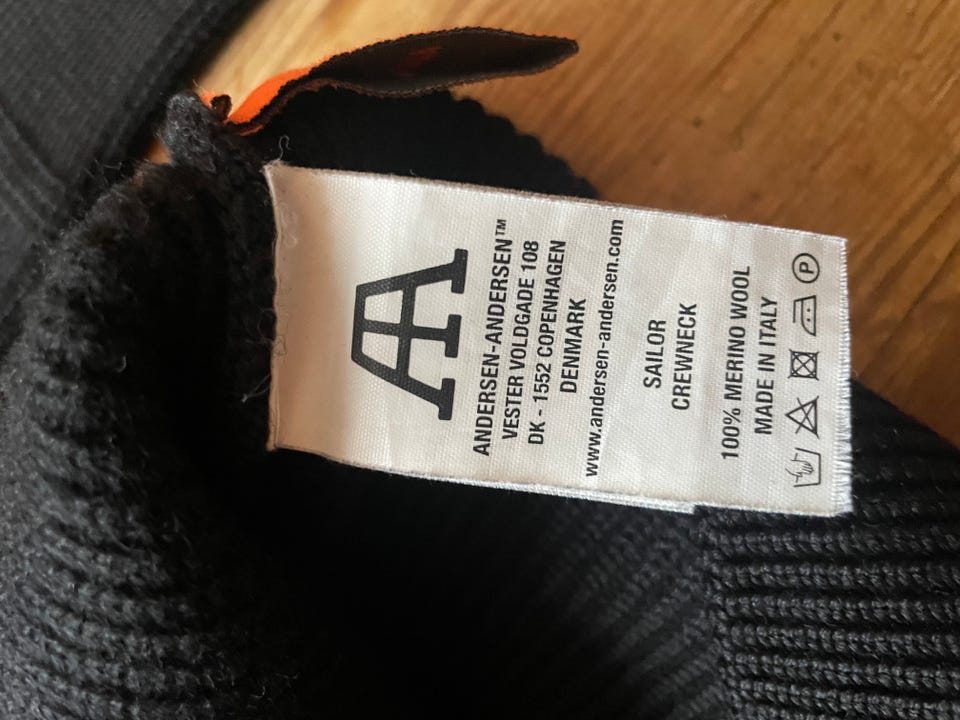 A
ANDERSEN-ANDERSEN™
VESTER VOLDGADE 108
DK - 1552 COPENHAGEN
DENMARK
www.andersen-andersen.com
SAILOR
CREWNECK
100% MERINO WOOL
MADE IN ITALY
P